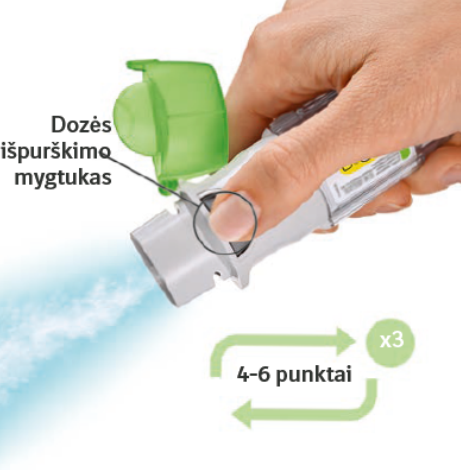 Dozės
išpurškimo
mygtukas
x3
4-6 punktai